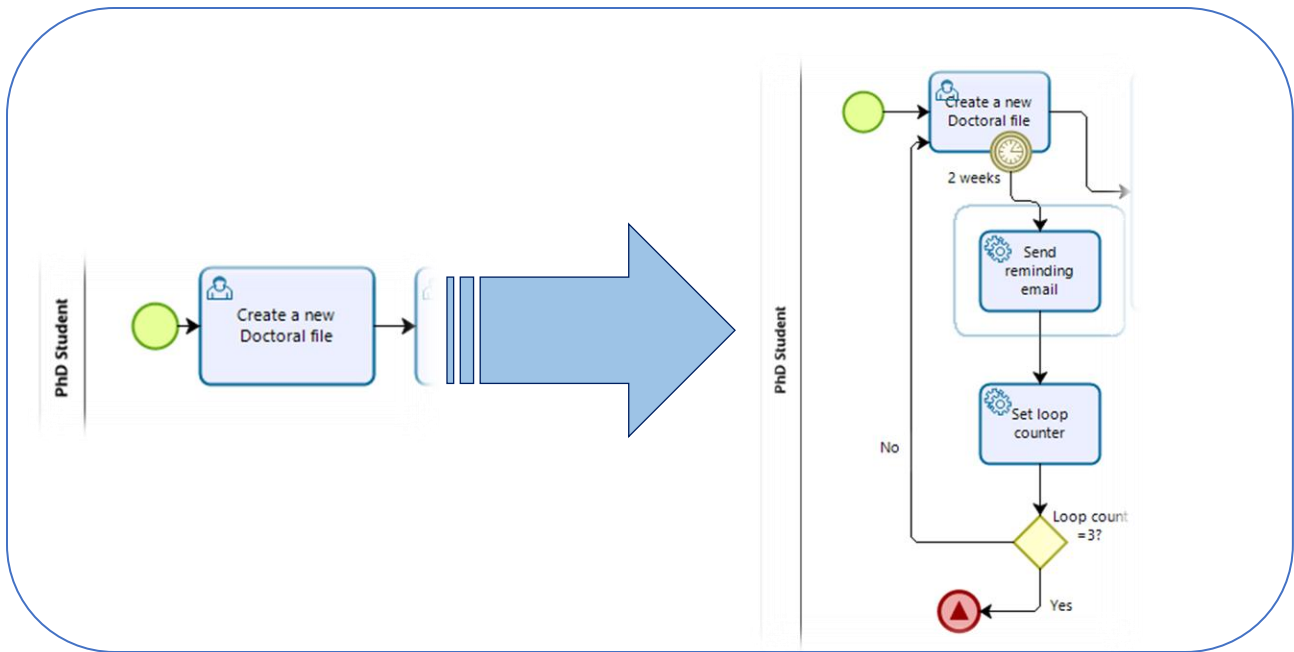 PhD Student
Create a new
Doctoral file
PhD Student
Create a new
Doctoral file
2 weeks
Send
reminding
email
Set loop
counter
No
Loop count
=3?
Yes